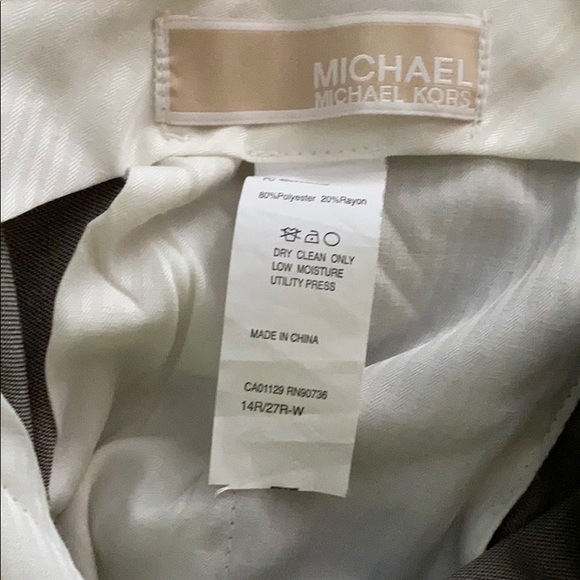 MICHAEL
MICHAEL KORS
80%Polyester 20%Rayon
DRY CLEAN ONLY
LOW MOISTURE
UTILITY PRESS
MADE IN CHINA
CA01129 RN90736
14R/27R-W